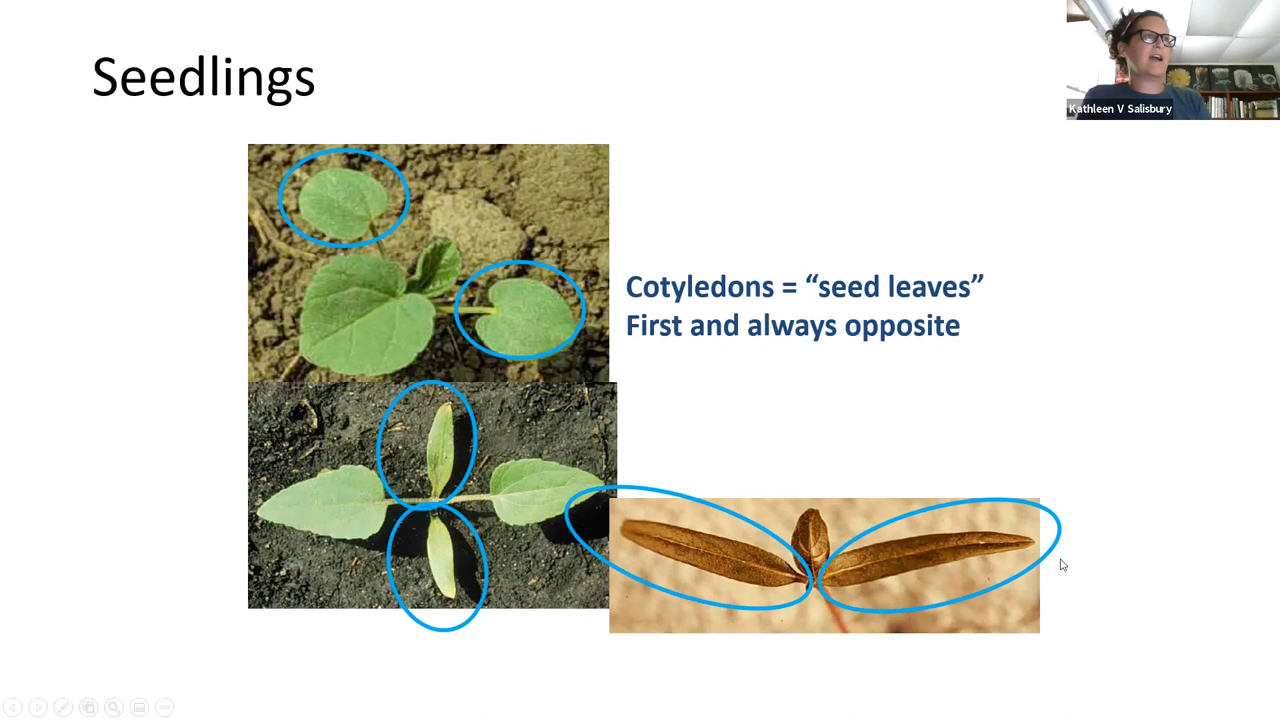 Seedlings
Kathleen V Salisbury
Cotyledons = “seed leaves”
First and always opposite